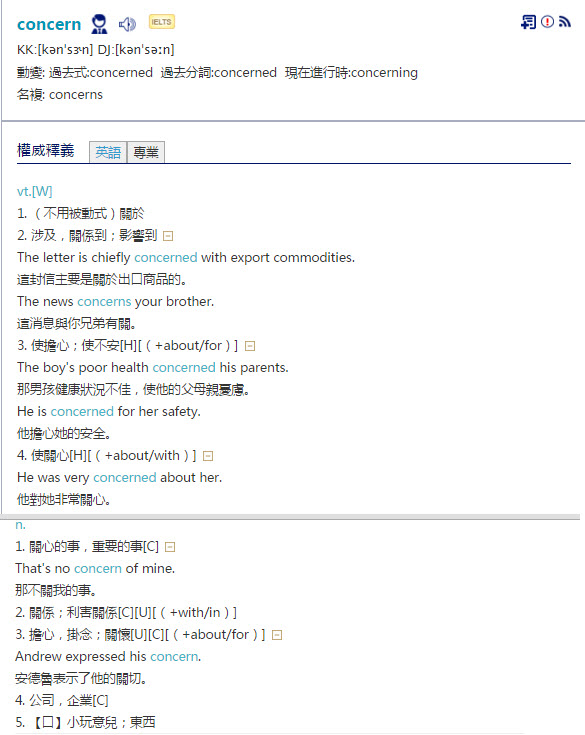 concern IELTS
KK:[kən'sɝn] DJ:[kən'sə:n]
動變: 過去式:concerned 過去分詞:concerned 現在進行時:concerning
名複: concerns
權威釋義 英語 專業
vt.[W]
1. （不用被動式）關於
2. 涉及，關係到；影響到
The letter is chiefly concerned with export commodities.
這封信主要是關於出口商品的。
The news concerns your brother.
這消息與你兄弟有關。
3. 使擔心；使不安[H][（+about/for）]
The boy's poor health concerned his parents.
那男孩健康狀況不佳，使他的父母親憂慮。
He is concerned for her safety.
他擔心她的安全。
4. 使關心[H][（+about/with）]
He was very concerned about her.
他對她非常關心。
n.
1. 關心的事，重要的事[C]
That's no concern of mine.
那不關我的事。
2. 關係；利害關係[C][U][（+with/in）]
3. 擔心，掛念；關懷[U][C][（+about/for）]
Andrew expressed his concern.
安德魯表示了他的關切。
4. 公司，企業[C]
5. 【口】小玩意兒；東西